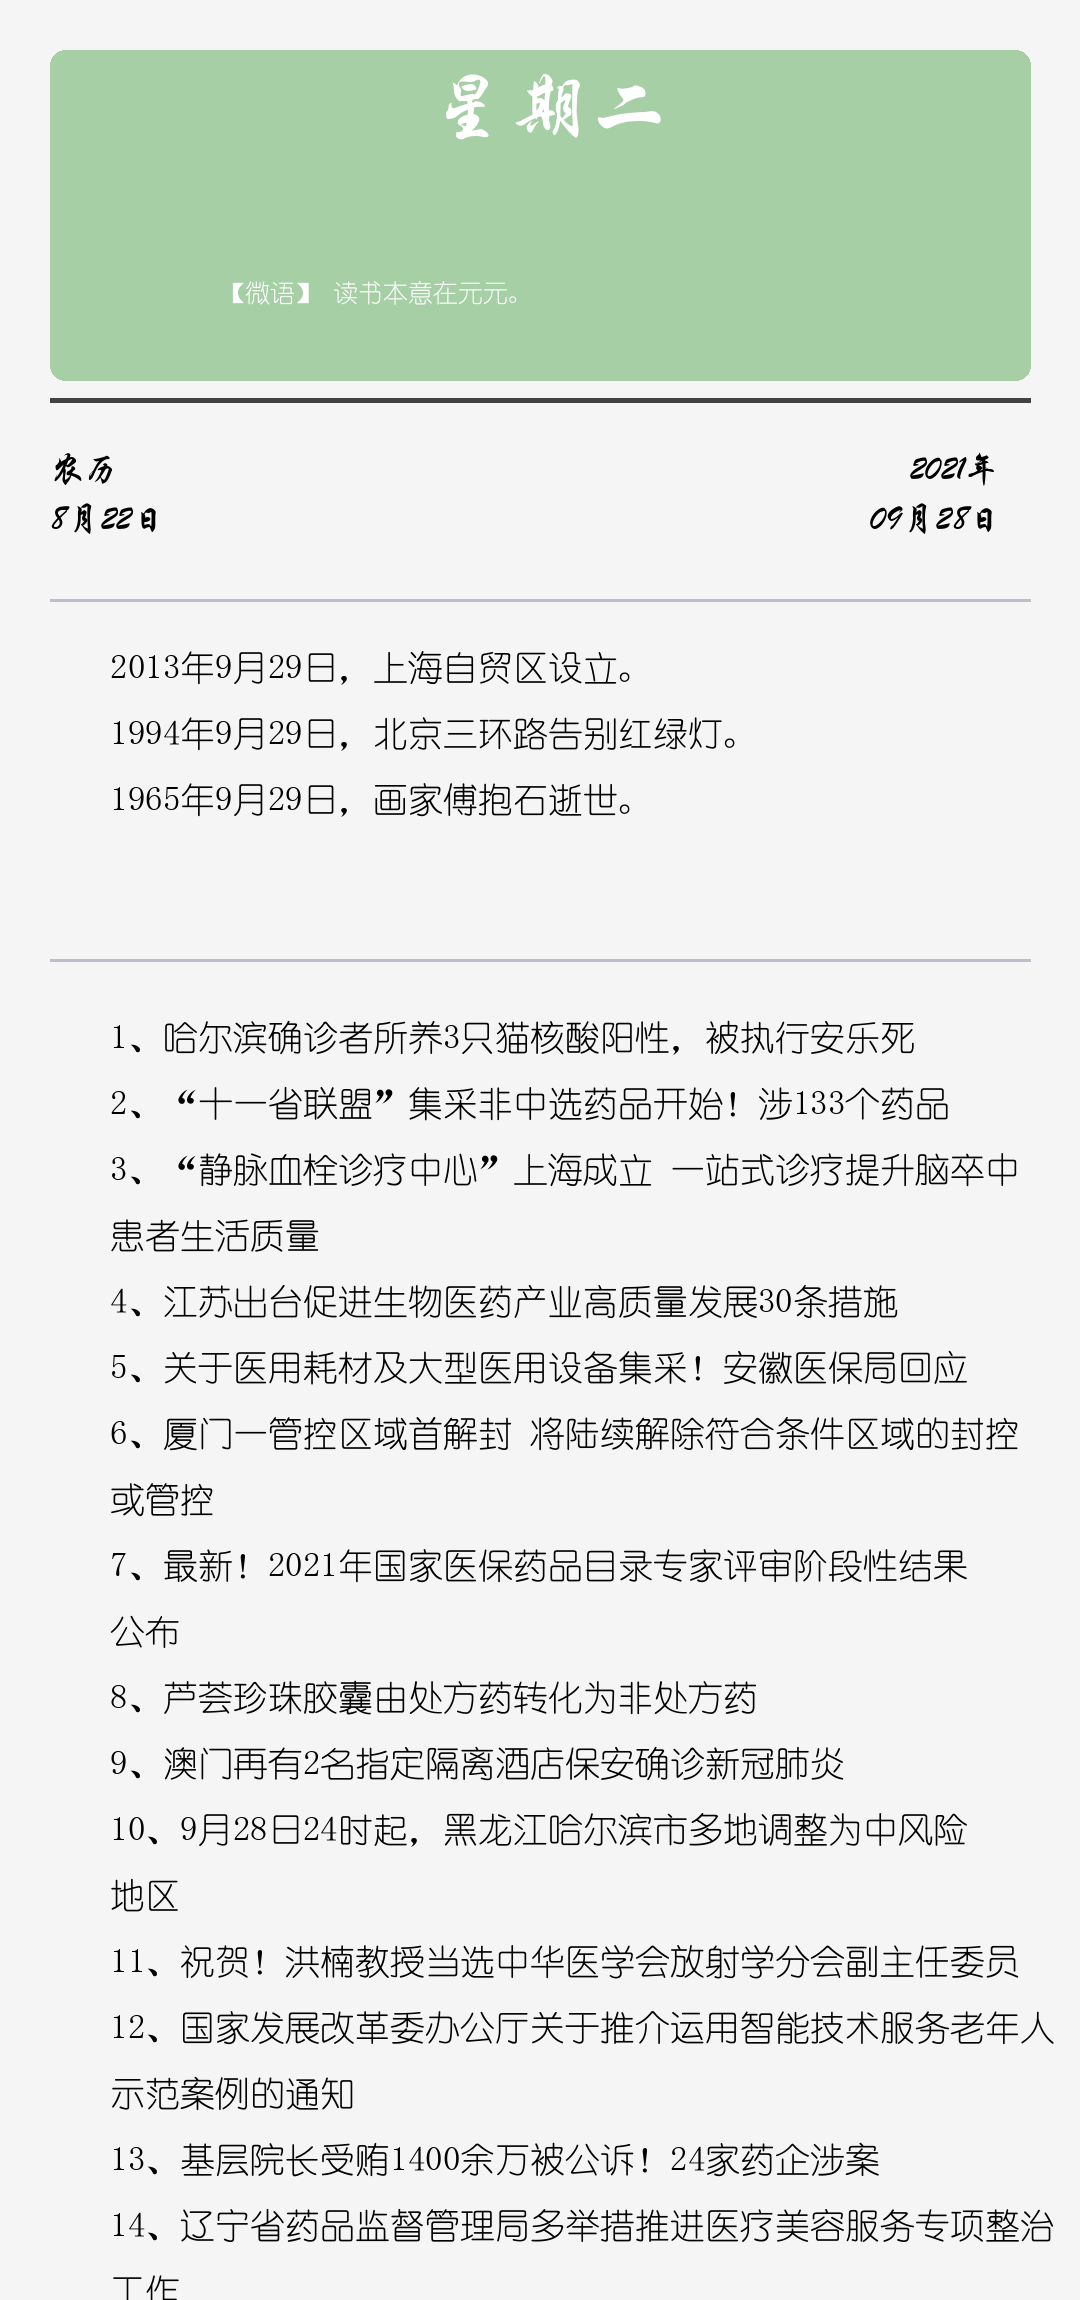 星期二
【微语】 读书本意在元元。
农历
2021年
8月22日
09月28日
2013年9月29日，上海自贸区设立。
1994年9月29日，北京三环路告别红绿灯。
1965年9月29日，画家傅抱石逝世。
1、哈尔滨确诊者所养3只猫核酸阳性，被执行安乐死
2、“十一省联盟”集采非中选药品开始！涉133个药品
3、“静脉血栓诊疗中心”上海成立 一站式诊疗提升脑卒中
患者生活质量
4、江苏出台促进生物医药产业高质量发展30条措施
5、关于医用耗材及大型医用设备集采！安徽医保局回应
6、厦门一管控区域首解封 将陆续解除符合条件区域的封控
或管控
7、最新！2021年国家医保药品目录专家评审阶段性结果
公布
8、芦荟珍珠胶囊由处方药转化为非处方药
9、澳门再有2名指定隔离酒店保安确诊新冠肺炎
10、9月28日24时起，黑龙江哈尔滨市多地调整为中风险
地区
11、祝贺！洪楠教授当选中华医学会放射学分会副主任委员
12、国家发展改革委办公厅关于推介运用智能技术服务老年人
示范案例的通知
13、基层院长受贿1400余万被公诉！24家药企涉案
14、辽宁省药品监督管理局多举措推进医疗美容服务专项整治
工作